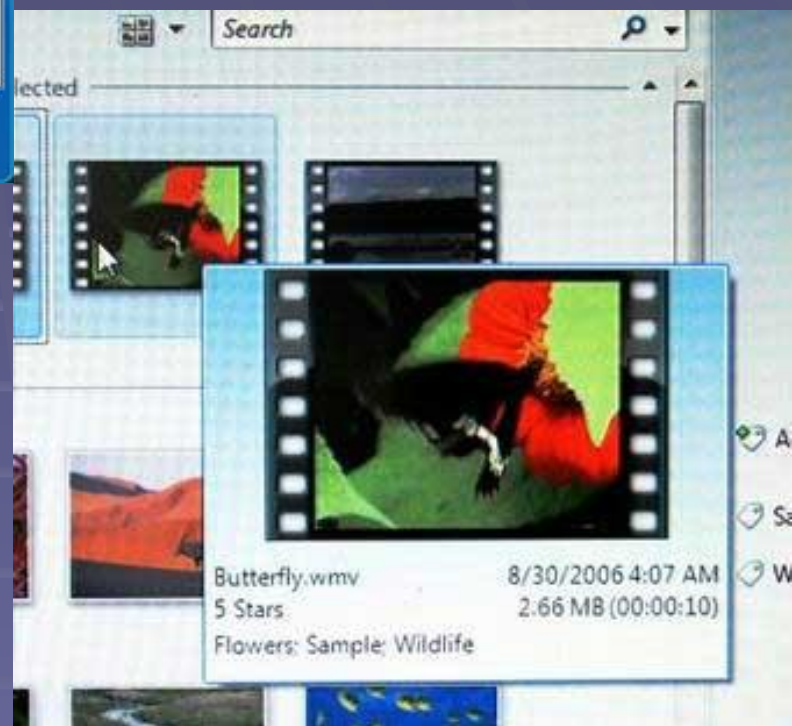 Search
lected
Butterfly.wmv 8/30/2006 4:07 AM
5 Stars 2.66 MB (00:00:10)
Flowers; Sample; Wildlife
A
Sa
W